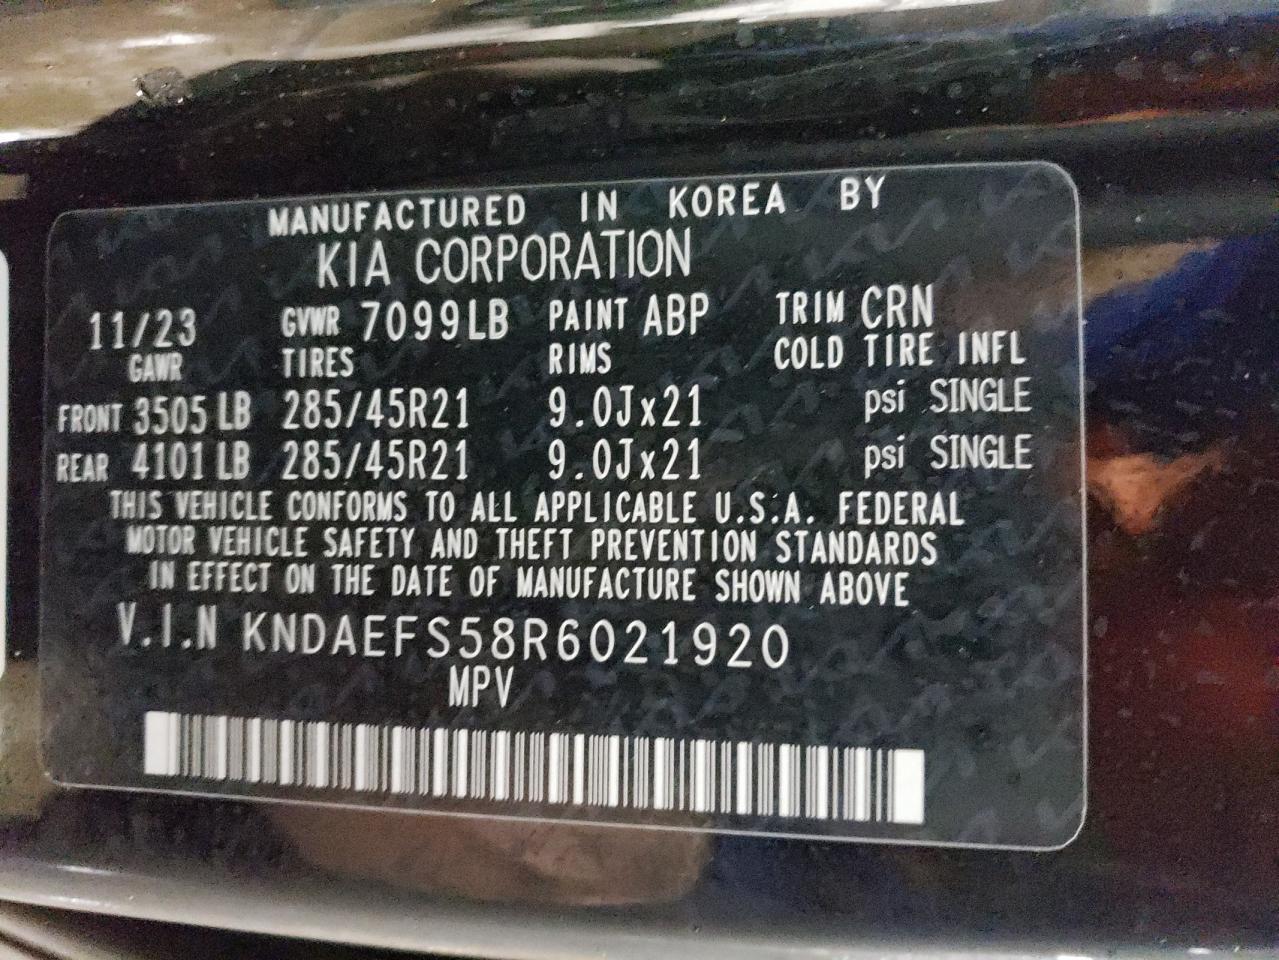 MANUFACTURED IN KOREA BY
KIA CORPORATION
11/23 GVWR 7099LB PAINT ABP TRIM CRN
GAWR TIRES RIMS COLD TIRE INFL
FRONT 3505 LB 285/45R21 9.0Jx21 psi SINGLE
REAR 4101 LB 285/45R21 9.0Jx21 psi SINGLE
THIS VEHICLE CONFORMS TO ALL APPLICABLE U.S.A. FEDERAL
MOTOR VEHICLE SAFETY AND THEFT PREVENTION STANDARDS
IN EFFECT ON THE DATE OF MANUFACTURE SHOWN ABOVE
V.I.N KNDAEFS58R6021920
MPV